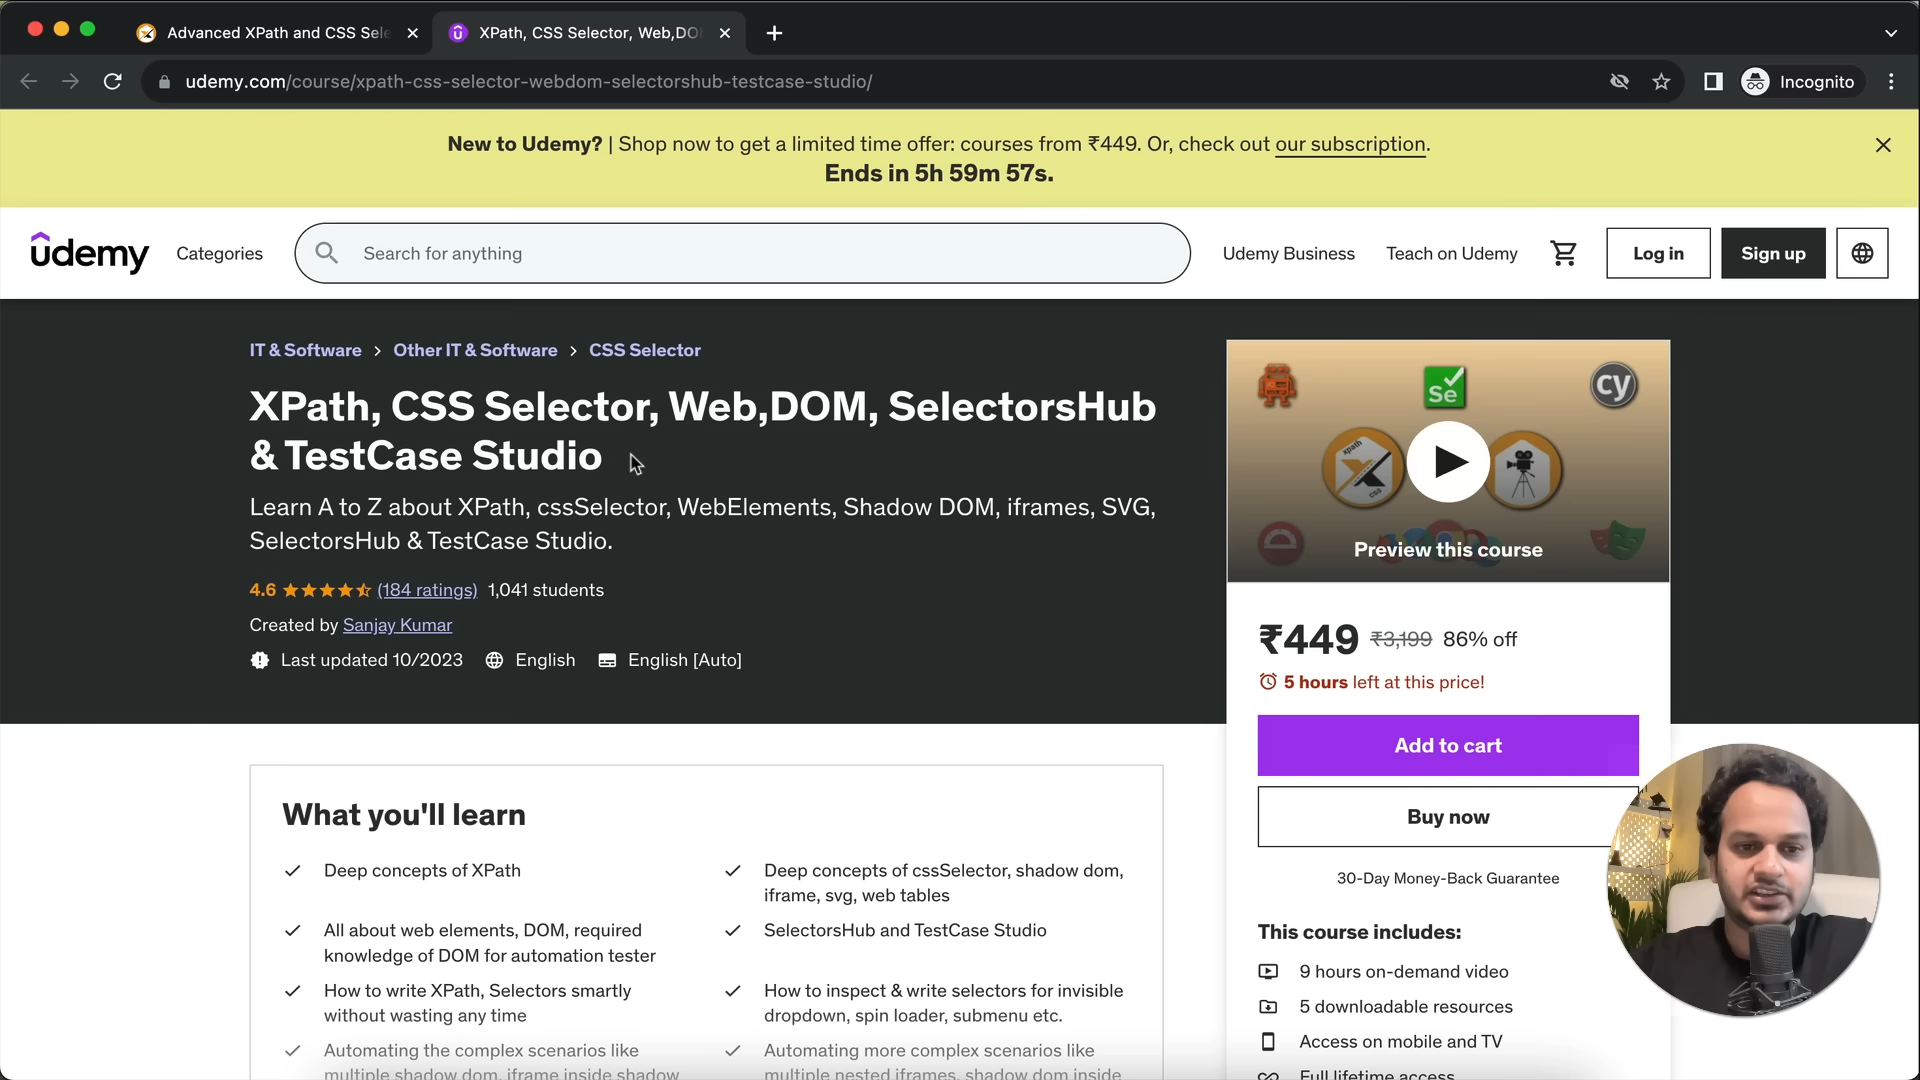 Advanced XPath and CSS Sele
XPath, CSS Selector, Web,DO
udemy.com/course/xpath-css-selector-webdom-selectorshub-testcase-studio/
Incognito
New to Udemy? | Shop now to get a limited time offer: courses from ₹449. Or, check out our subscription.
Ends in 5h 59m 57s.
udemy
Categories
Search for anything
Udemy Business
Teach on Udemy
Log in
Sign up
IT & Software > Other IT & Software > CSS Selector
XPath, CSS Selector, Web,DOM, SelectorsHub
& TestCase Studio
Learn A to Z about XPath, cssSelector, WebElements, Shadow DOM, iframes, SVG,
SelectorsHub & TestCase Studio.
4.6 (184 ratings) 1,041 students
Created by Sanjay Kumar
Last updated 10/2023 English English [Auto]
Se
cy
xpath
css
Preview this course
₹449 ₹3,199 86% off
5 hours left at this price!
Add to cart
Buy now
30-Day Money-Back Guarantee
This course includes:
9 hours on-demand video
5 downloadable resources
Access on mobile and TV
Full lifetime access
What you'll learn
Deep concepts of XPath
Deep concepts of cssSelector, shadow dom,
iframe, svg, web tables
All about web elements, DOM, required
knowledge of DOM for automation tester
SelectorsHub and TestCase Studio
How to write XPath, Selectors smartly
without wasting any time
How to inspect & write selectors for invisible
dropdown, spin loader, submenu etc.
Automating the complex scenarios like
multiple shadow dom, iframe inside shadow
Automating more complex scenarios like
multiple nested iframes, shadow dom inside